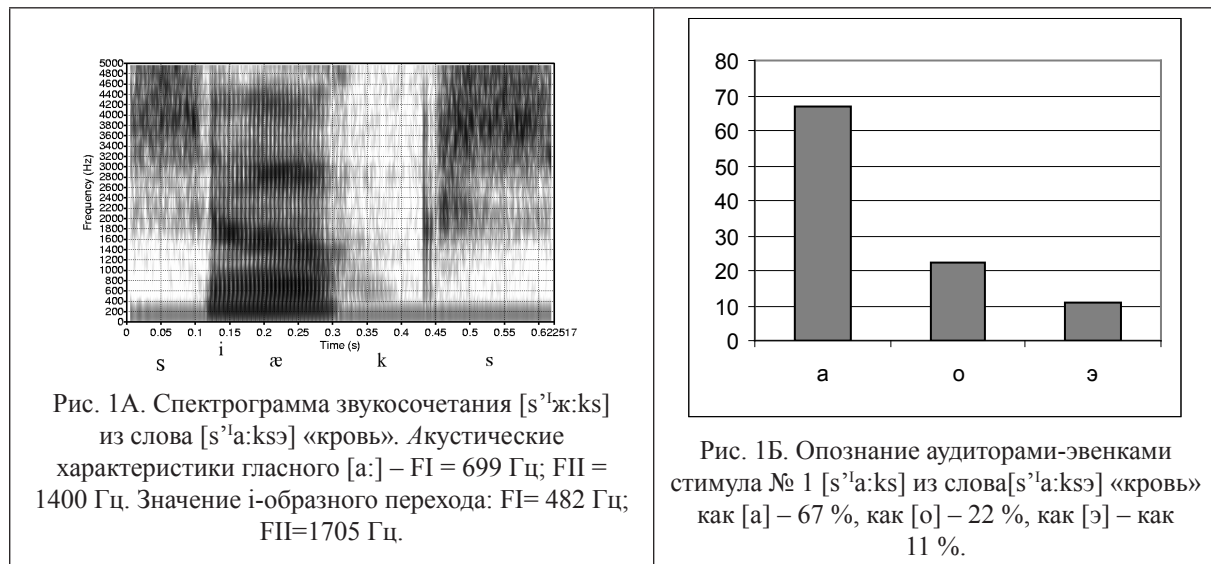 5000
4800
4600
4400
4200
4000
3800
3600
3400
3200
3000
2800
2600
2400
2200
2000
1800
1600
1400
1200
1000
800
600
400
200
0
Frequency (Hz)
0 0.05 0.1 0.15 0.2 0.25 0.3 0.35 0.4 0.45 0.5 0.55 0.622517
Time (s)
s i æ k s
Рис. 1А. Спектрограмма звукосочетания [s’ᴵж:ks]
из слова [s’ᴵa:ksэ] «кровь». Акустические
характеристики гласного [a:] – FI = 699 Гц; FII =
1400 Гц. Значение i-образного перехода: FI= 482 Гц;
FII=1705 Гц.
80
70
60
50
40
30
20
10
0
а о э
Рис. 1Б. Опознание аудиторами-эвенками
стимула № 1 [s’ᴵa:ks] из слова[s’ᴵa:ksэ] «кровь»
как [а] – 67 %, как [о] – 22 %, как [э] – как
11 %.